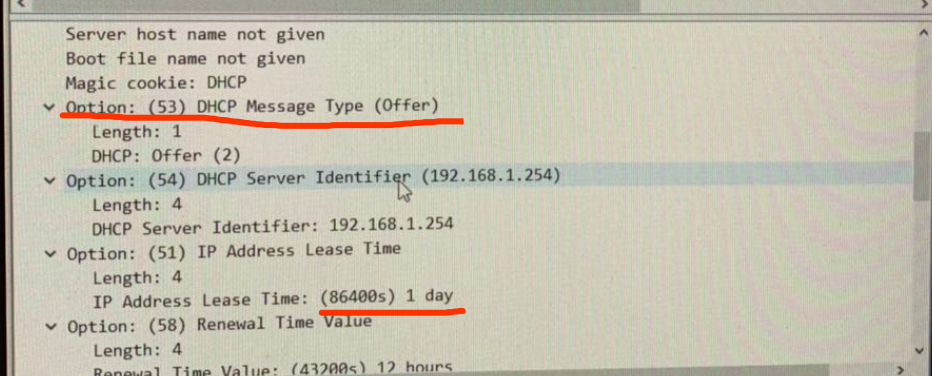 Server host name not given
Boot file name not given
Magic cookie: DHCP
Option: (53) DHCP Message Type (Offer)
Length: 1
DHCP: Offer (2)
Option: (54) DHCP Server Identifier (192.168.1.254)
Length: 4
DHCP Server Identifier: 192.168.1.254
Option: (51) IP Address Lease Time
Length: 4
IP Address Lease Time: (86400s) 1 day
Option: (58) Renewal Time Value
Length: 4
Renewal Time Value: (43200s) 12 hours